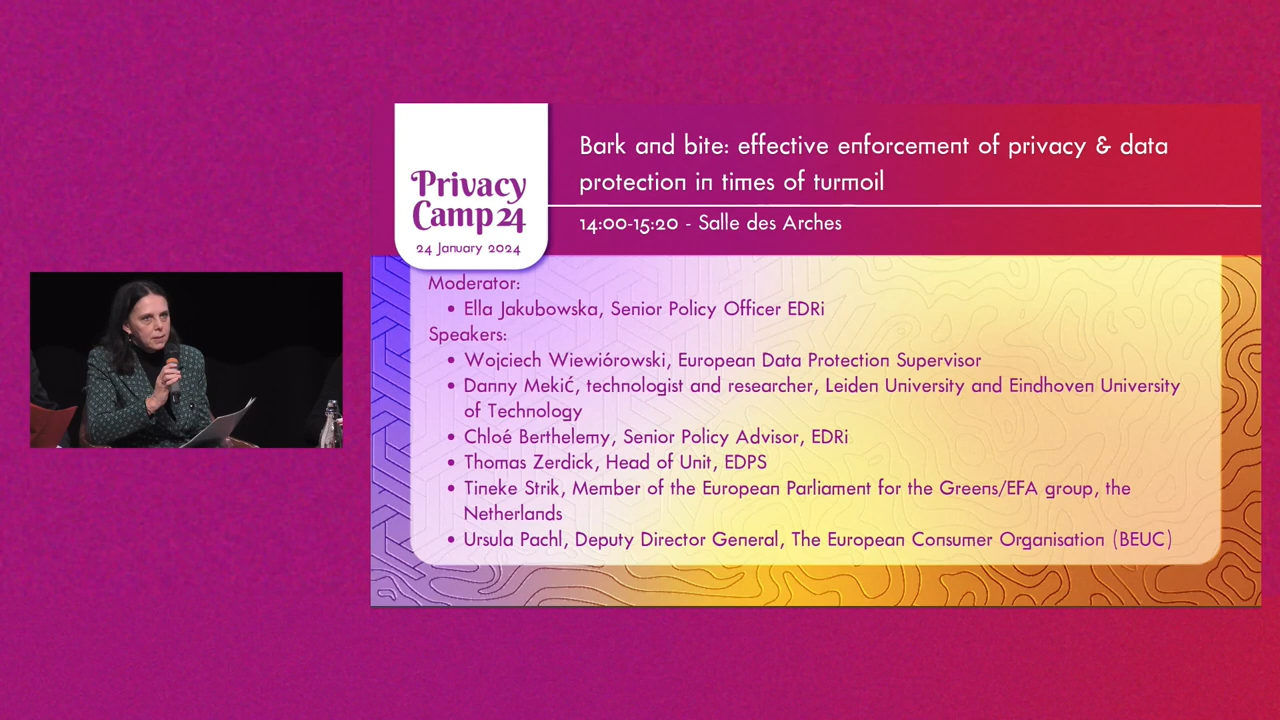 Privacy
Camp 24
24 January 2024
Bark and bite: effective enforcement of privacy & data
protection in times of turmoil
14:00-15:20 - Salle des Arches
Moderator:
• Ella Jakubowska, Senior Policy Officer EDRi
Speakers:
• Wojciech Wiewiórowski, European Data Protection Supervisor
• Danny Mekić, technologist and researcher, Leiden University and Eindhoven University
of Technology
• Chloé Berthelemy, Senior Policy Advisor, EDRi
• Thomas Zerdick, Head of Unit, EDPS
• Tineke Strik, Member of the European Parliament for the Greens/EFA group, the
Netherlands
• Ursula Pachl, Deputy Director General, The European Consumer Organisation (BEUC)